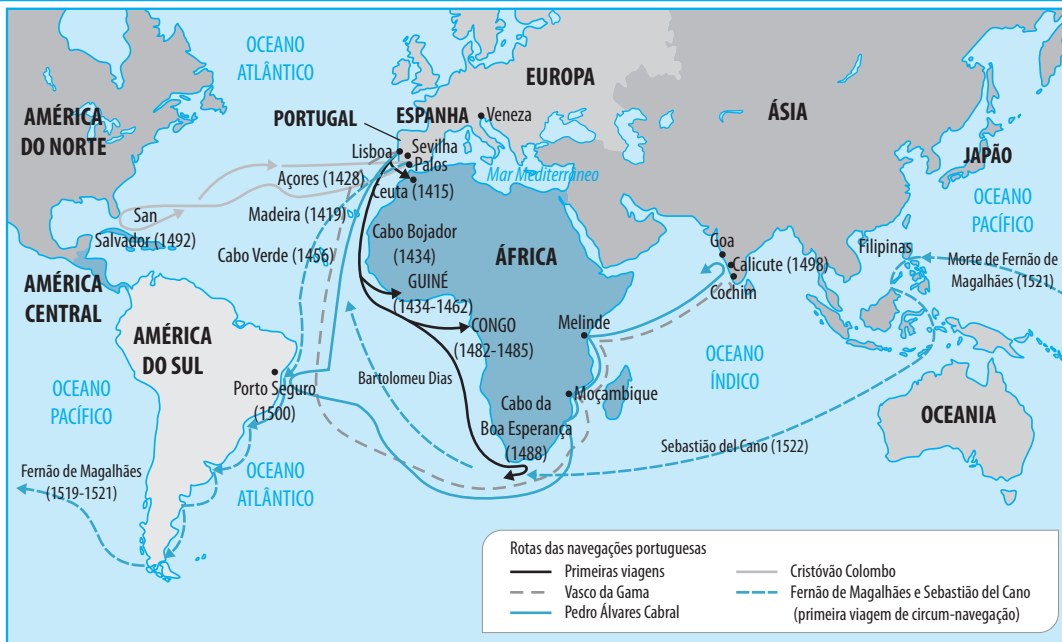 OCEANO
ATLÂNTICO
EUROPA
ÁSIA
AMÉRICA
DO NORTE
PORTUGAL
ESPANHA
Veneza
Lisboa
Sevilha
Palos
JAPÃO
Mar Mediterrâneo
Açores (1428)
Ceuta (1415)
OCEANO
PACÍFICO
Madeira (1419)
San
Salvador (1492)
Cabo Bojador
(1434)
Cabo Verde (1456)
ÁFRICA
Goa
Calicute (1498)
Cochim
Filipinas
Morte de Fernão de
Magalhães (1521)
AMÉRICA
CENTRAL
GUINÉ
(1434-1462)
CONGO
(1482-1485)
Melinde
AMÉRICA
DO SUL
OCEANO
ÍNDICO
OCEANO
PACÍFICO
Porto Seguro
(1500)
Bartolomeu Dias
Moçambique
Cabo da
Boa Esperança
(1488)
OCEANIA
Sebastião del Cano (1522)
Fernão de Magalhães
(1519-1521)
OCEANO
ATLÂNTICO
Rotas das navegações portuguesas
Primeiras viagens
Vasco da Gama
Pedro Álvares Cabral
Cristóvão Colombo
Fernão de Magalhães e Sebastião del Cano
(primeira viagem de circum-navegação)